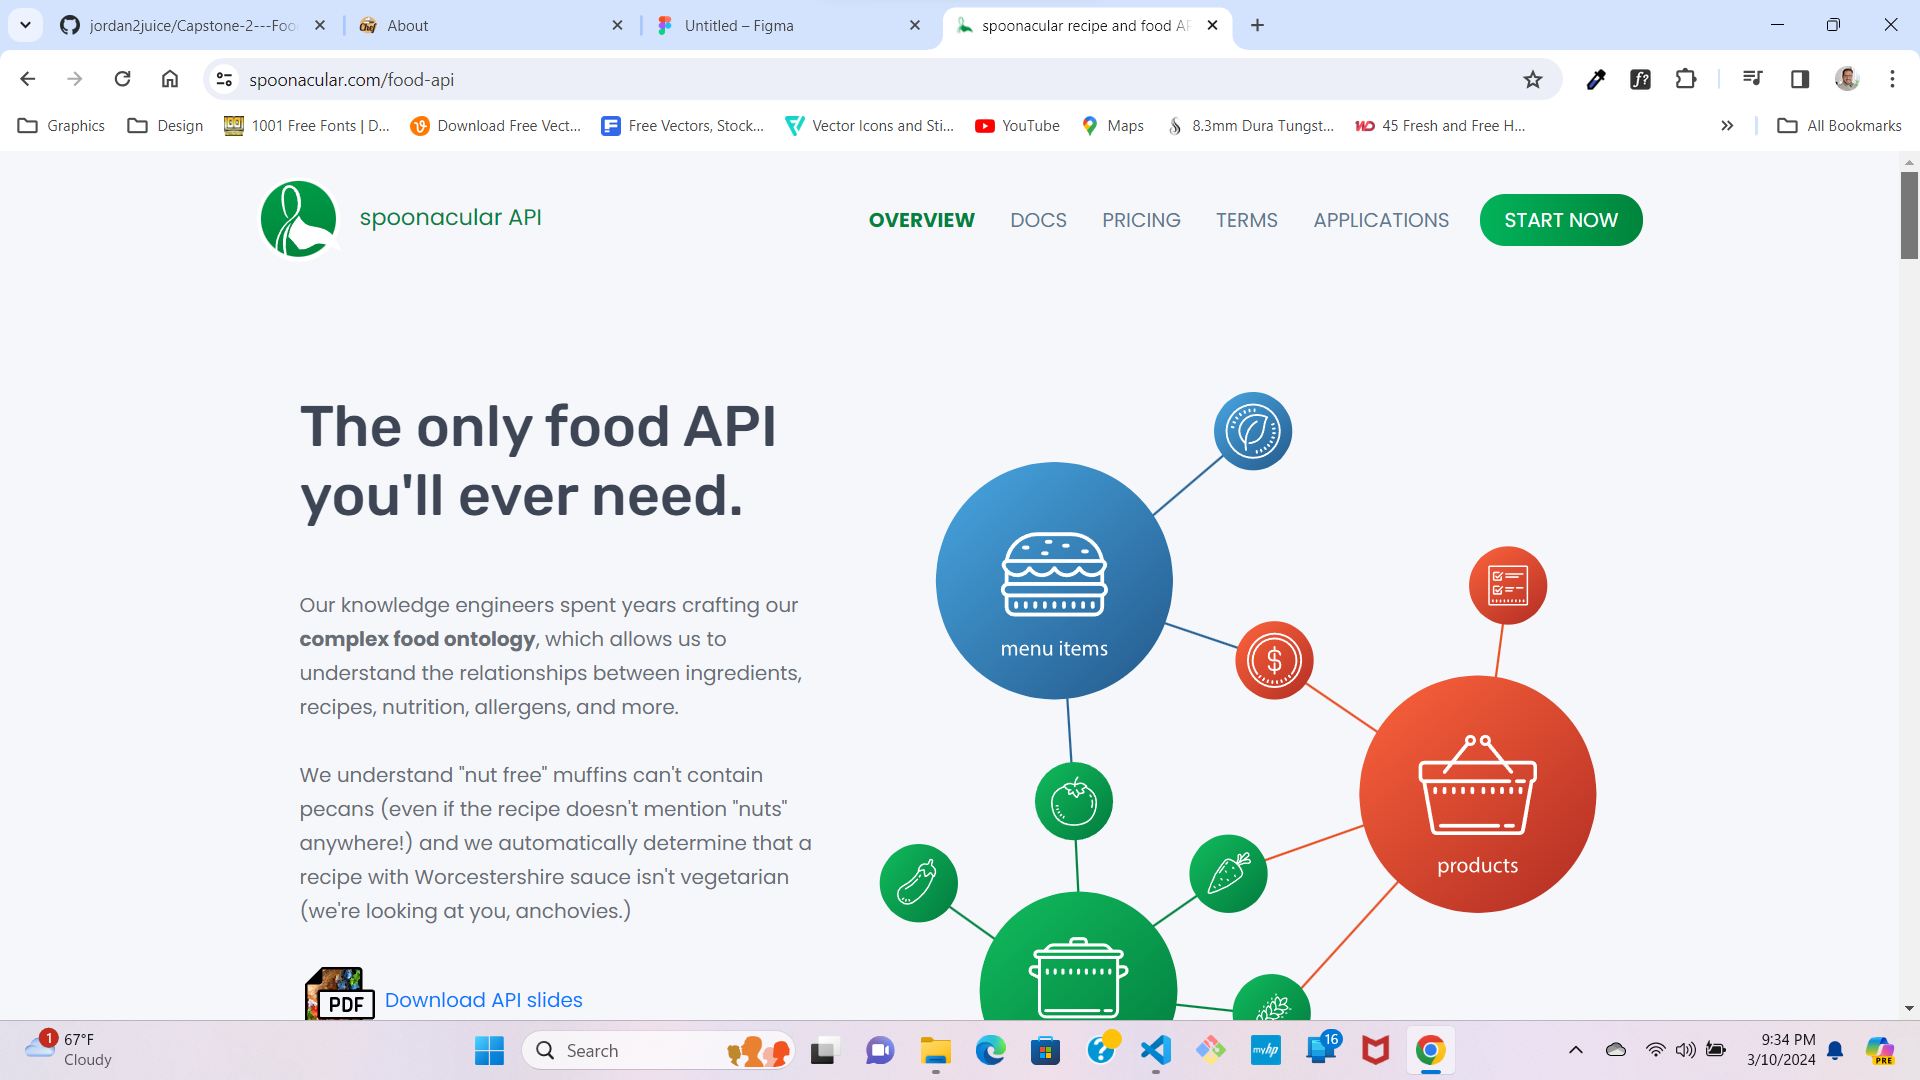 jordan2juice/Capstone-2---Foo
About
Untitled – Figma
spoonacular recipe and food AP
spoonacular.com/food-api
f?
Graphics
Design
1001 Free Fonts | D...
Download Free Vect...
Free Vectors, Stock...
Vector Icons and Sti...
YouTube
Maps
8.3mm Dura Tungst...
45 Fresh and Free H...
All Bookmarks
spoonacular API
OVERVIEW
DOCS
PRICING
TERMS
APPLICATIONS
START NOW
The only food API
you'll ever need.
Our knowledge engineers spent years crafting our
complex food ontology, which allows us to
understand the relationships between ingredients,
recipes, nutrition, allergens, and more.
We understand "nut free" muffins can't contain
pecans (even if the recipe doesn't mention "nuts"
anywhere!) and we automatically determine that a
recipe with Worcestershire sauce isn't vegetarian
(we're looking at you, anchovies.)
PDF
Download API slides
menu items
$
products
1
67°F
Cloudy
Search
myhp
16
9:34 PM
3/10/2024
PRE